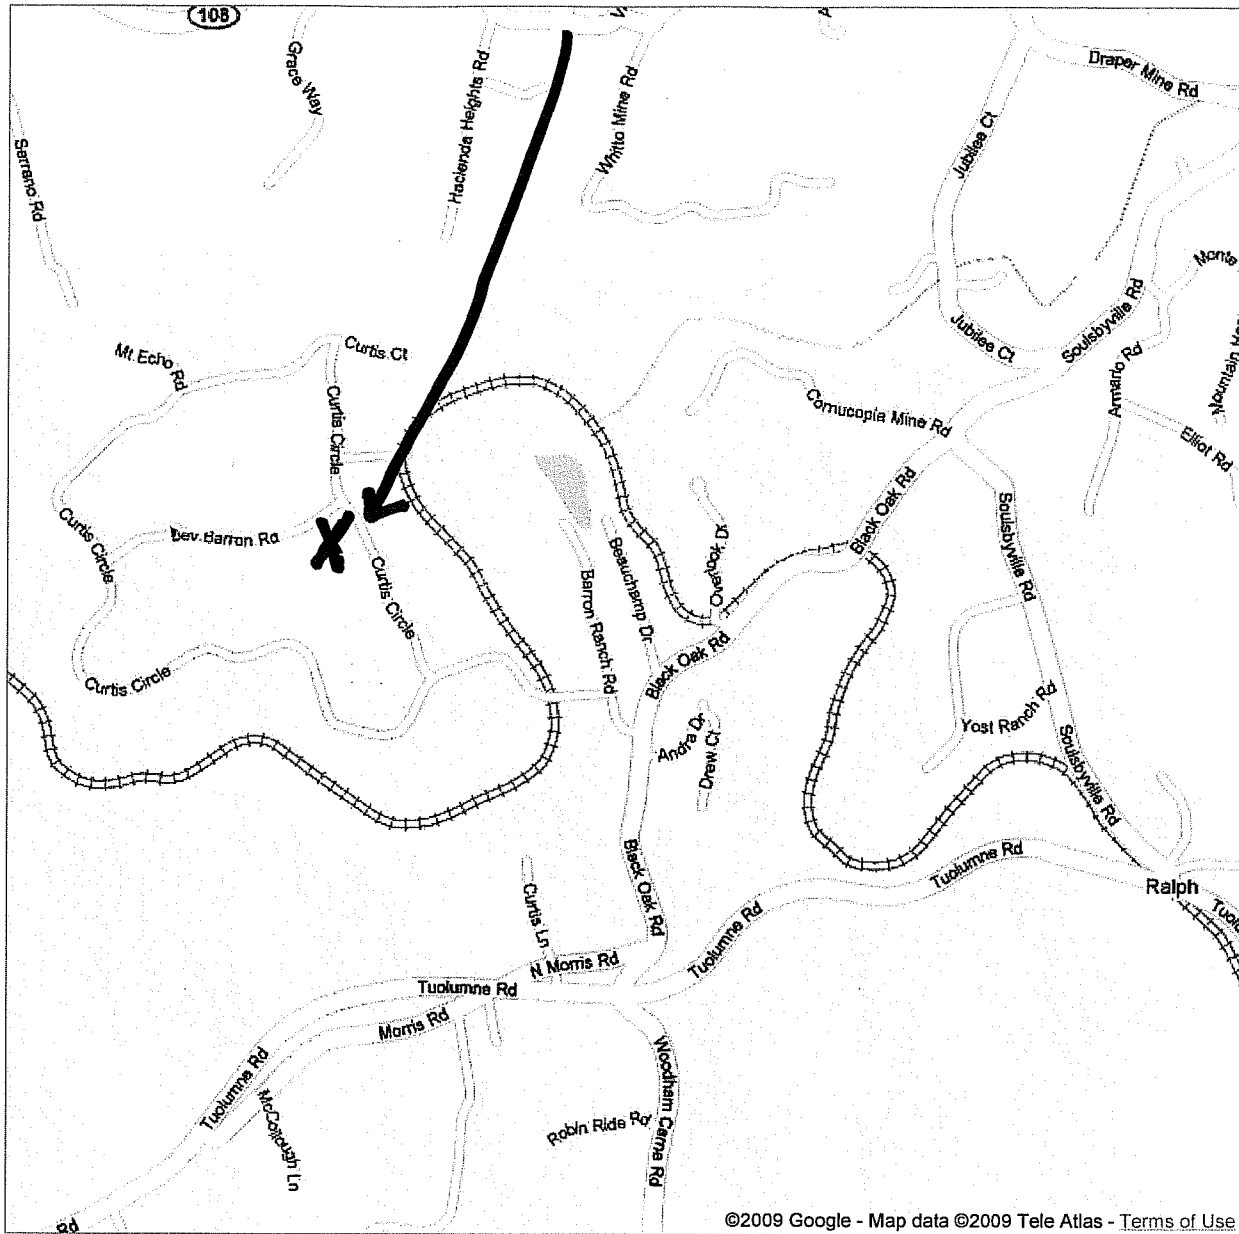 108
Grace Way
Hacienda Heights Rd
Whitto Mine Rd
Draper Mine Rd
Jubilee Ct
Serrano Rd
Monte
Soulsbyville Rd
Jubilee Ct
Mt Echo Rd
Curtis Ct
Curtis Circle
Cornucopia Mine Rd
Armario Rd
Elliot Rd
Curtis Circle
Lev Barron Rd
X
Curtis Circle
Black Oak Rd
Soulsbyville Rd
Overlook Dr
Beauchamp Dr
Barron Ranch Rd
Black Oak Rd
Curtis Circle
Andra Dr
Drew Ct
Yost Ranch Rd
Soulsbyville Rd
Black Oak Rd
Tuolumne Rd
Ralph
Curtis Ln
N Morris Rd
Tuolumne Rd
Tuolumne Rd
Morris Rd
Tuolumne Rd
McCollough Ln
Woodham Carne Rd
Robin Ride Rd
Rd
©2009 Google - Map data ©2009 Tele Atlas - Terms of Use